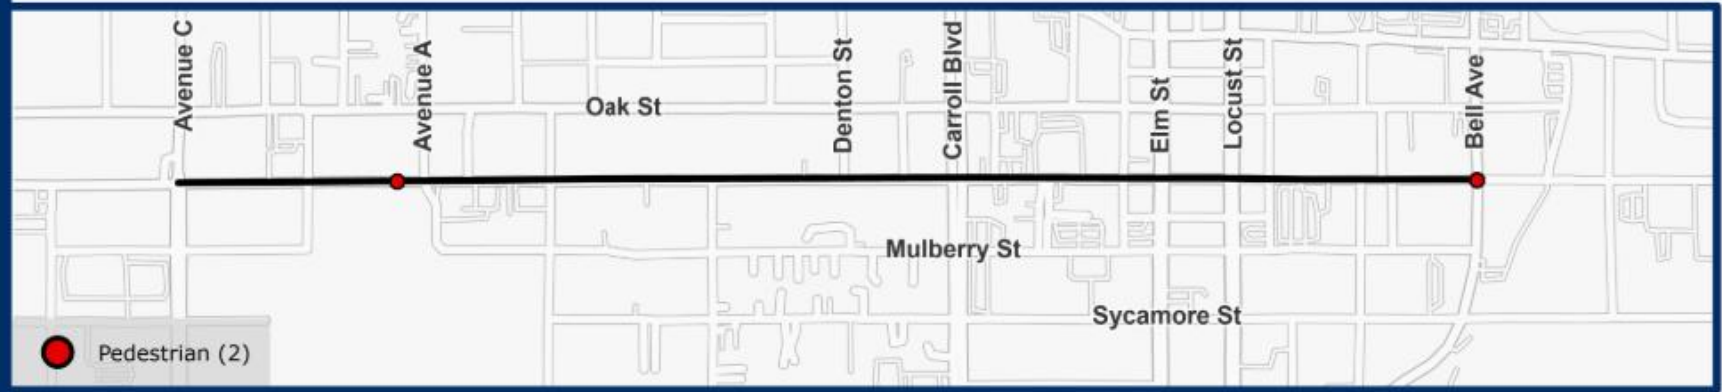 Avenue C
Avenue A
Oak St
Denton St
Carroll Blvd
Elm St
Locust St
Bell Ave
Mulberry St
Sycamore St
Pedestrian (2)